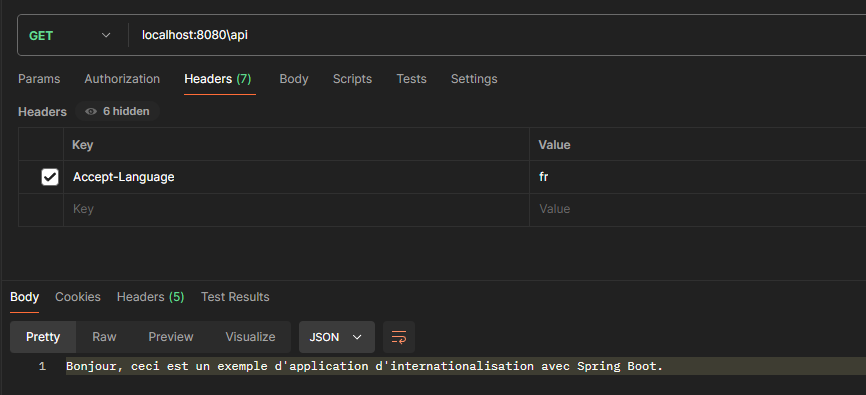 GET localhost:8080\api
Params Authorization Headers (7) Body Scripts Tests Settings
Headers 6 hidden
Key Value
Accept-Language fr
Key Value
Body Cookies Headers (5) Test Results
Pretty Raw Preview Visualize JSON
1 Bonjour, ceci est un exemple d'application d'internationalisation avec Spring Boot.